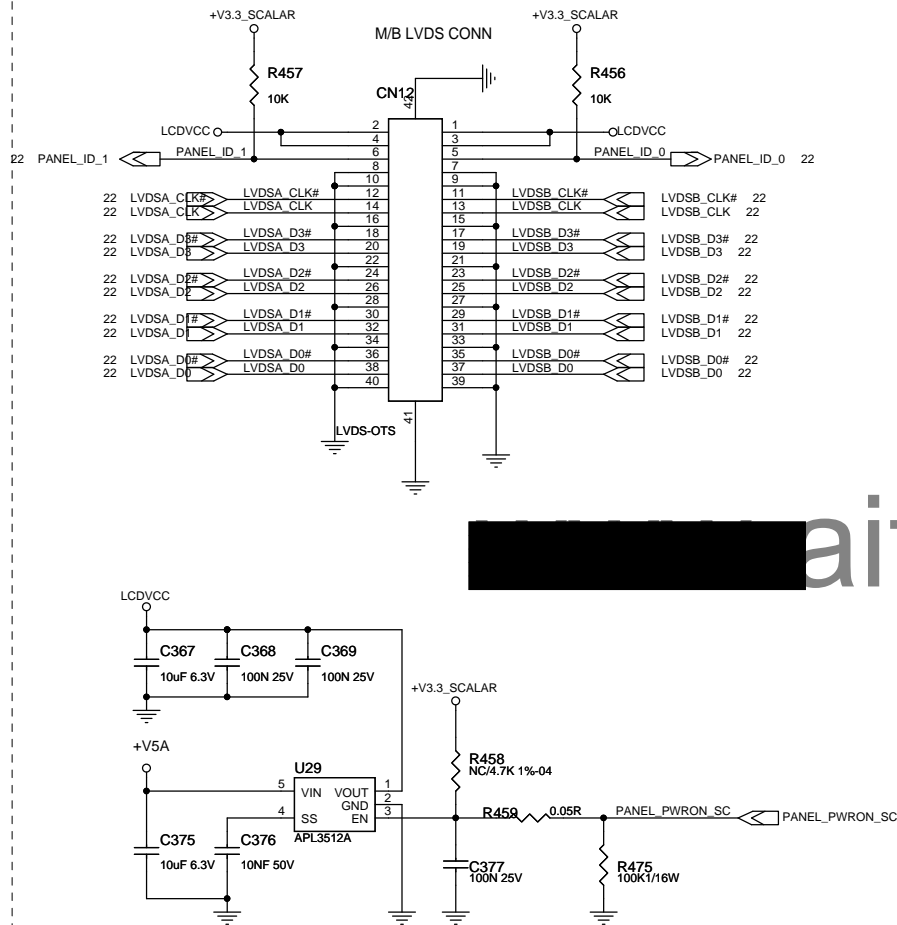 +V3.3_SCALAR +V3.3_SCALAR
M/B LVDS CONN
R457 R456
10K 10K
CN12 42
LCDVCC 2 1 LCDVCC
4 3
22 PANEL_ID_1 PANEL_ID_1 6 5 PANEL_ID_0 PANEL_ID_0 22
8 7
10 9
22 LVDSA_CLK# LVDSA_CLK# 12 11 LVDSB_CLK# LVDSB_CLK# 22
22 LVDSA_CLK LVDSA_CLK 14 13 LVDSB_CLK LVDSB_CLK 22
16 15
22 LVDSA_D3# LVDSA_D3# 18 17 LVDSB_D3# LVDSB_D3# 22
22 LVDSA_D3 LVDSA_D3 20 19 LVDSB_D3 LVDSB_D3 22
22 21
22 LVDSA_D2# LVDSA_D2# 24 23 LVDSB_D2# LVDSB_D2# 22
22 LVDSA_D2 LVDSA_D2 26 25 LVDSB_D2 LVDSB_D2 22
28 27
22 LVDSA_D1# LVDSA_D1# 30 29 LVDSB_D1# LVDSB_D1# 22
22 LVDSA_D1 LVDSA_D1 32 31 LVDSB_D1 LVDSB_D1 22
34 33
22 LVDSA_D0# LVDSA_D0# 36 35 LVDSB_D0# LVDSB_D0# 22
22 LVDSA_D0 LVDSA_D0 38 37 LVDSB_D0 LVDSB_D0 22
40 39
41
LVDS-OTS
LCDVCC
C367 C368 C369
10uF 6.3V 100N 25V 100N 25V
+V3.3_SCALAR
+V5A
U29
R458
NC/4.7K 1%-04
5 VIN VOUT 1
GND 2
4 SS EN 3
APL3512A
R459 0.05R PANEL_PWRON_SC PANEL_PWRON_SC
C375 C376
10uF 6.3V 10NF 50V
C377
100N 25V
R475
100K1/16W